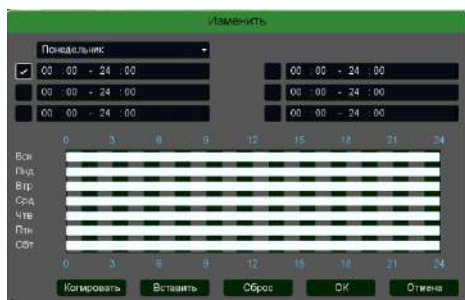 Изменить
Понедельник
00 :00 - 24 :00 00 :00 - 24 :00
00 :00 - 24 :00 00 :00 - 24 :00
00 :00 - 24 :00 00 :00 - 24 :00
0 3 6 9 12 15 18 21 24
Вск
Пнд
Втр
Срд
Чтв
Птн
Сбт
0 3 6 9 12 15 18 21 24
Копировать Вставить Сброс OK Отмена